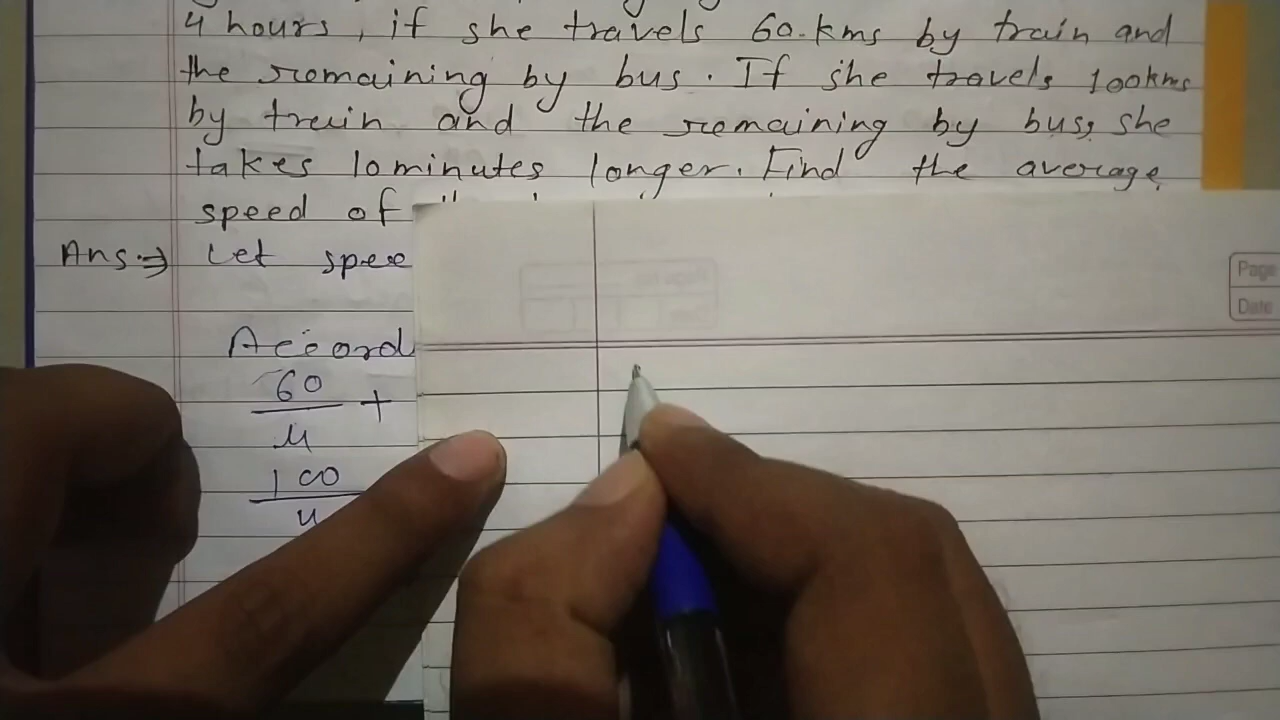 4 hours, if she travels 60 kms by train and
the remaining by bus. If she travels 100kms
by train and the remaining by bus, she
takes 10 minutes longer. Find the average
speed of
Ans:⇒ Let spee
Accord
60
+
u
100
u
Page
Date